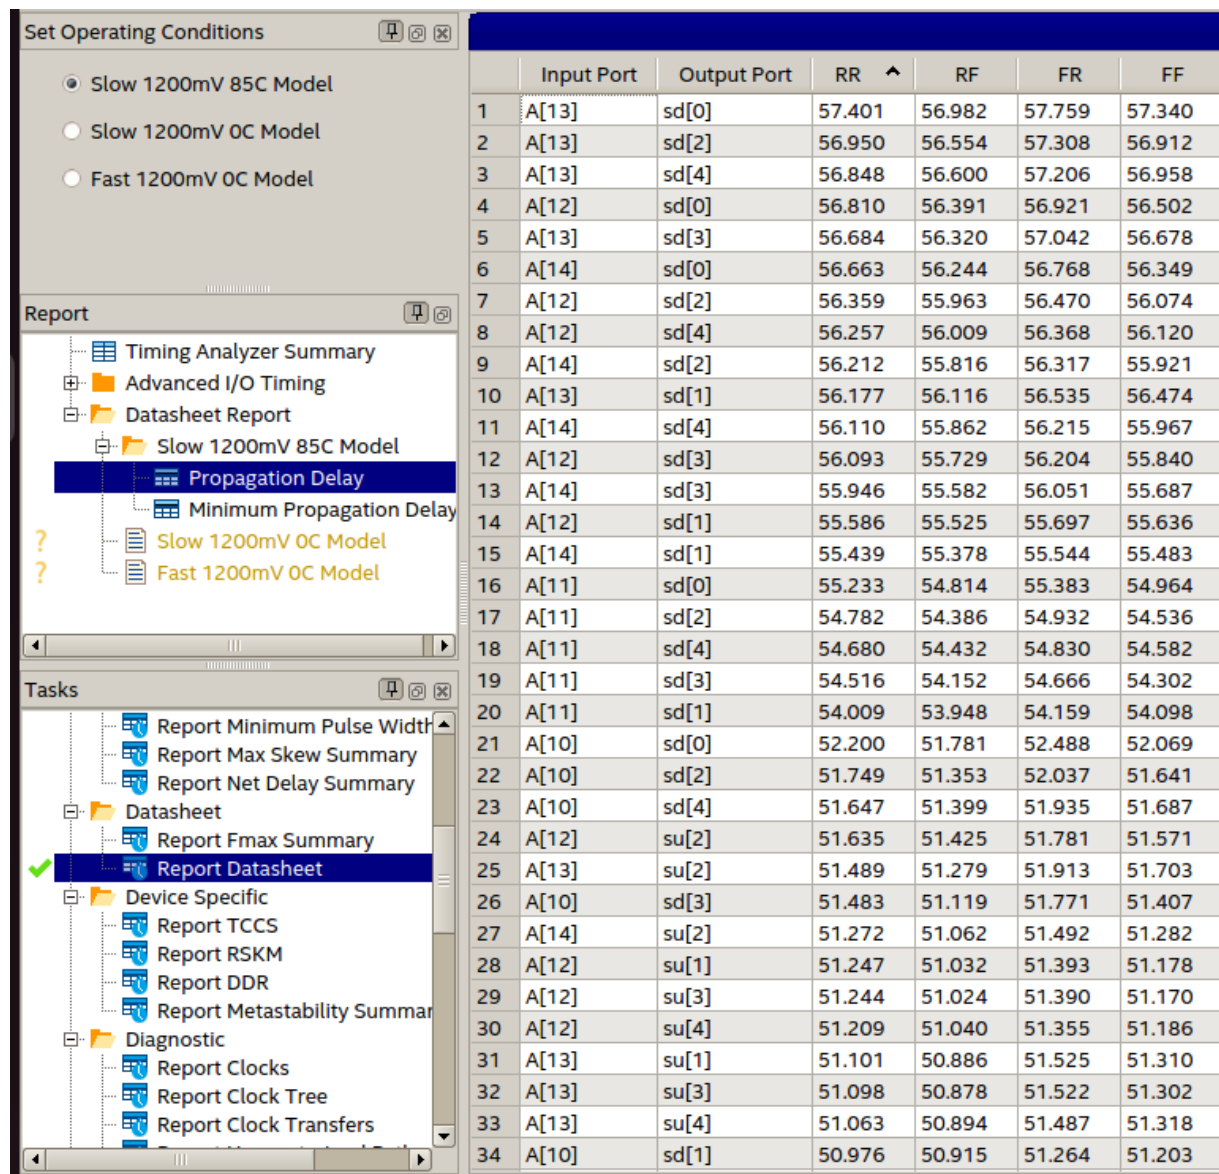 Set Operating Conditions
Slow 1200mV 85C Model
Slow 1200mV 0C Model
Fast 1200mV 0C Model
Report
Timing Analyzer Summary
Advanced I/O Timing
Datasheet Report
Slow 1200mV 85C Model
Propagation Delay
Minimum Propagation Delay
? Slow 1200mV 0C Model
? Fast 1200mV 0C Model
Tasks
Report Minimum Pulse Width
Report Max Skew Summary
Report Net Delay Summary
Datasheet
Report Fmax Summary
Report Datasheet
Device Specific
Report TCCS
Report RSKM
Report DDR
Report Metastability Summar
Diagnostic
Report Clocks
Report Clock Tree
Report Clock Transfers
Input Port Output Port RR RF FR FF
1 A[13] sd[0] 57.401 56.982 57.759 57.340
2 A[13] sd[2] 56.950 56.554 57.308 56.912
3 A[13] sd[4] 56.848 56.600 57.206 56.958
4 A[12] sd[0] 56.810 56.391 56.921 56.502
5 A[13] sd[3] 56.684 56.320 57.042 56.678
6 A[14] sd[0] 56.663 56.244 56.768 56.349
7 A[12] sd[2] 56.359 55.963 56.470 56.074
8 A[12] sd[4] 56.257 56.009 56.368 56.120
9 A[14] sd[2] 56.212 55.816 56.317 55.921
10 A[13] sd[1] 56.177 56.116 56.535 56.474
11 A[14] sd[4] 56.110 55.862 56.215 55.967
12 A[12] sd[3] 56.093 55.729 56.204 55.840
13 A[14] sd[3] 55.946 55.582 56.051 55.687
14 A[12] sd[1] 55.586 55.525 55.697 55.636
15 A[14] sd[1] 55.439 55.378 55.544 55.483
16 A[11] sd[0] 55.233 54.814 55.383 54.964
17 A[11] sd[2] 54.782 54.386 54.932 54.536
18 A[11] sd[4] 54.680 54.432 54.830 54.582
19 A[11] sd[3] 54.516 54.152 54.666 54.302
20 A[11] sd[1] 54.009 53.948 54.159 54.098
21 A[10] sd[0] 52.200 51.781 52.488 52.069
22 A[10] sd[2] 51.749 51.353 52.037 51.641
23 A[10] sd[4] 51.647 51.399 51.935 51.687
24 A[12] su[2] 51.635 51.425 51.781 51.571
25 A[13] su[2] 51.489 51.279 51.913 51.703
26 A[10] sd[3] 51.483 51.119 51.771 51.407
27 A[14] su[2] 51.272 51.062 51.492 51.282
28 A[12] su[1] 51.247 51.032 51.393 51.178
29 A[12] su[3] 51.244 51.024 51.390 51.170
30 A[12] su[4] 51.209 51.040 51.355 51.186
31 A[13] su[1] 51.101 50.886 51.525 51.310
32 A[13] su[3] 51.098 50.878 51.522 51.302
33 A[13] su[4] 51.063 50.894 51.487 51.318
34 A[10] sd[1] 50.976 50.915 51.264 51.203